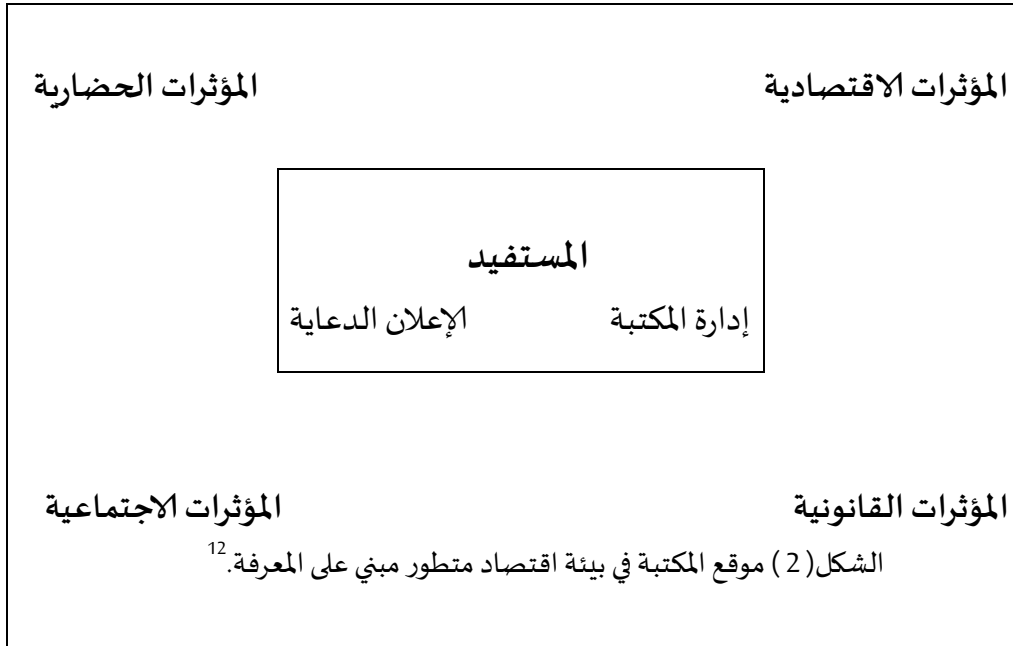 المؤثرات الاقتصادية المؤثرات الحضارية
المستفيد
إدارة المكتبة الإعلان الدعاية
المؤثرات القانونية المؤثرات الاجتماعية
الشكل( 2 ) موقع المكتبة في بيئة اقتصاد متطور مبني على المعرفة.12